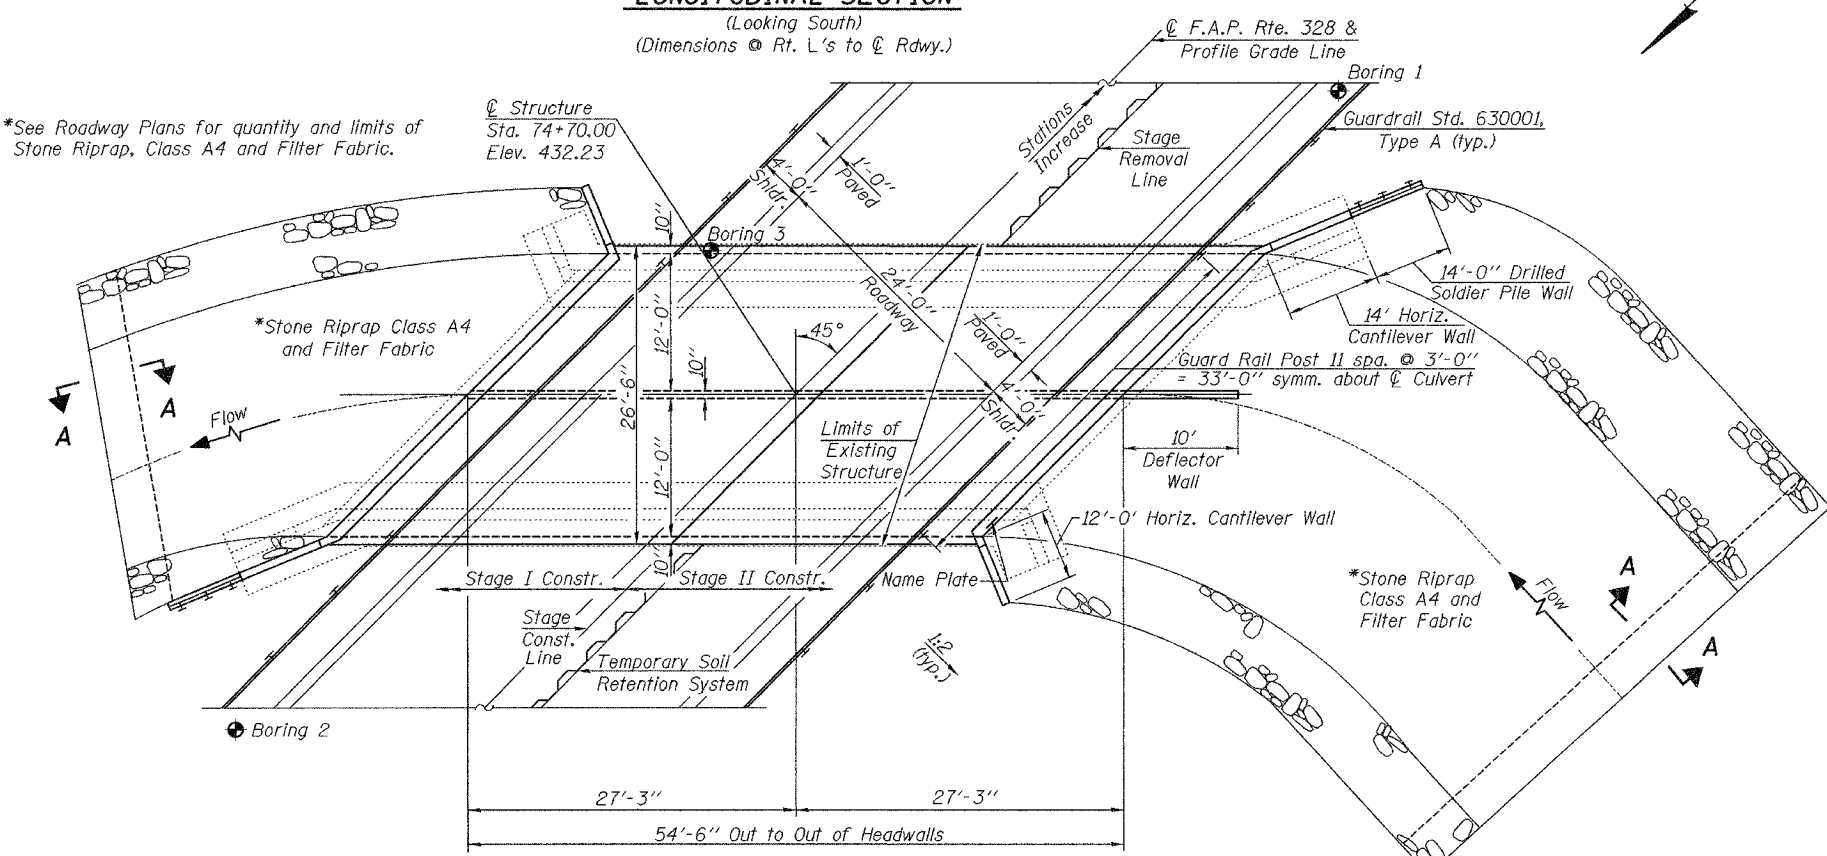 LONGITUDINAL SECTION
(Looking South)
(Dimensions @ Rt. L's to ℄ Rdwy.)
℄ F.A.P. Rte. 328 &
Profile Grade Line
Boring 1
*See Roadway Plans for quantity and limits of
Stone Riprap, Class A4 and Filter Fabric.
℄ Structure
Sta. 74+70.00
Elev. 432.23
Stations
Increase
Stage
Removal
Line
Guardrail Std. 630001,
Type A (typ.)
4'-0"
Shldr.
1'-0"
Paved
10"
Boring 3
24'-0"
Roadway
14'-0" Drilled
Soldier Pile Wall
14' Horiz.
Cantilever Wall
*Stone Riprap Class A4
and Filter Fabric
12'-0"
45°
1'-0"
Paved
10"
Guard Rail Post 11 spa. @ 3'-0"
= 33'-0" symm. about ℄ Culvert
A
A
Flow
26'-6"
4'-0"
Shldr.
Limits of
Existing
Structure
10'
Deflector
Wall
12'-0"
12'-0' Horiz. Cantilever Wall
10"
Stage I Constr.
Stage II Constr.
Name Plate
*Stone Riprap
Class A4 and
Filter Fabric
Flow
A
A
Stage
Const.
Line
Temporary Soil
Retention System
1:2
(typ.)
Boring 2
27'-3"
27'-3"
54'-6" Out to Out of Headwalls